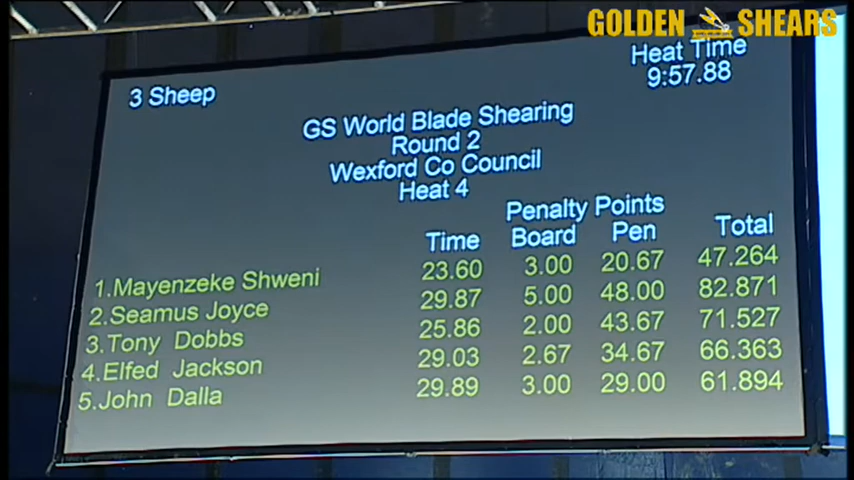 GOLDEN SHEARS
3 Sheep
Heat Time
9:57.88
GS World Blade Shearing
Round 2
Wexford Co Council
Heat 4
Penalty Points
Time Board Pen Total
1.Mayenzeke Shweni 23.60 3.00 20.67 47.264
2.Seamus Joyce 29.87 5.00 48.00 82.871
3.Tony Dobbs 25.86 2.00 43.67 71.527
4.Elfed Jackson 29.03 2.67 34.67 66.363
5.John Dalla 29.89 3.00 29.00 61.894